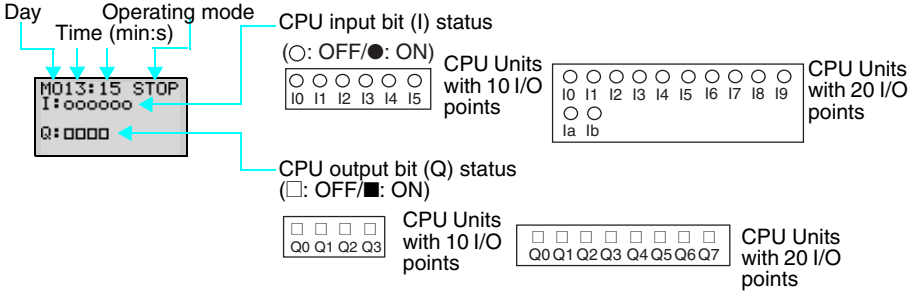 Day
Operating mode
Time (min:s)
CPU input bit (I) status
(○: OFF/●: ON)
MO13:15 STOP
I:oooooo
Q:□□□□
○ ○ ○ ○ ○ ○
I0 I1 I2 I3 I4 I5
CPU Units
with 10 I/O
points
○ ○ ○ ○ ○ ○ ○ ○ ○ ○
I0 I1 I2 I3 I4 I5 I6 I7 I8 I9
○ ○
Ia Ib
CPU Units
with 20 I/O
points
CPU output bit (Q) status
(□: OFF/■: ON)
□ □ □ □
Q0 Q1 Q2 Q3
CPU Units
with 10 I/O
points
□ □ □ □ □ □ □ □
Q0 Q1 Q2 Q3 Q4 Q5 Q6 Q7
CPU Units
with 20 I/O
points